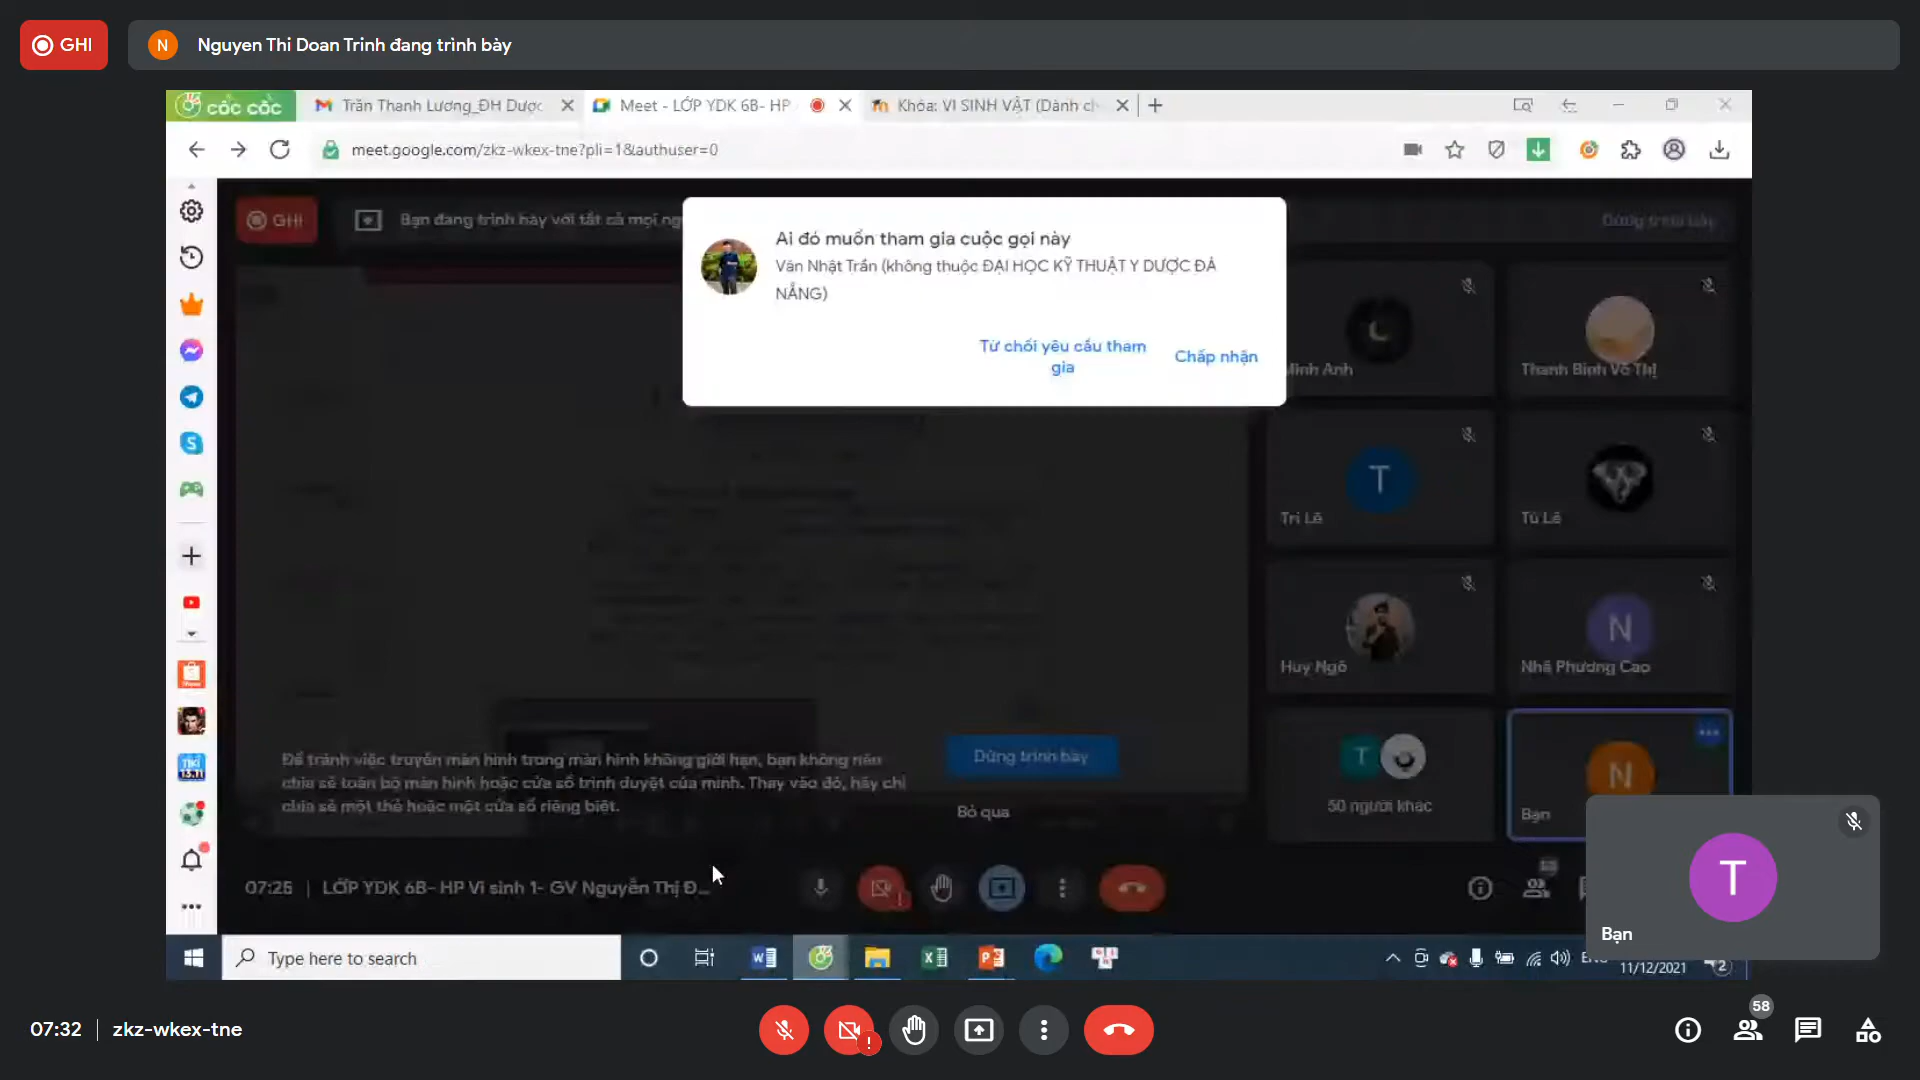 GHI
N
Nguyen Thi Doan Trinh đang trình bày
cốc cốc
Trần Thanh Lương_ĐH Dược
Meet - LỚP YDK 6B- HP
Khóa: VI SINH VẬT (Dành ch
meet.google.com/zkz-wkex-tne?pli=1&authuser=0
GHI
Bạn đang trình bày với tất cả mọi ng
Dừng trình bày
Ai đó muốn tham gia cuộc gọi này
Văn Nhật Trần (không thuộc ĐẠI HỌC KỸ THUẬT Y DƯỢC ĐÀ
NẴNG)
Từ chối yêu cầu tham
gia
Chấp nhận
Minh Anh
Thanh Bình Võ Thị
T
Trí Lê
Tú Lê
Huy Ngô
N
Nhã Phương Cao
T
50 người khác
N
Bạn
Để tránh việc truyền màn hình trong màn hình không giới hạn, bạn không nên
chia sẻ toàn bộ màn hình hoặc cửa sổ trình duyệt của mình. Thay vào đó, hãy chỉ
chia sẻ một thẻ hoặc một cửa sổ riêng biệt.
Dừng trình bày
Bỏ qua
07:25 | LỚP YDK 6B- HP Vi sinh 1- GV Nguyễn Thị Đ...
T
Bạn
Type here to search
11/12/2021
2
07:32 | zkz-wkex-tne
58